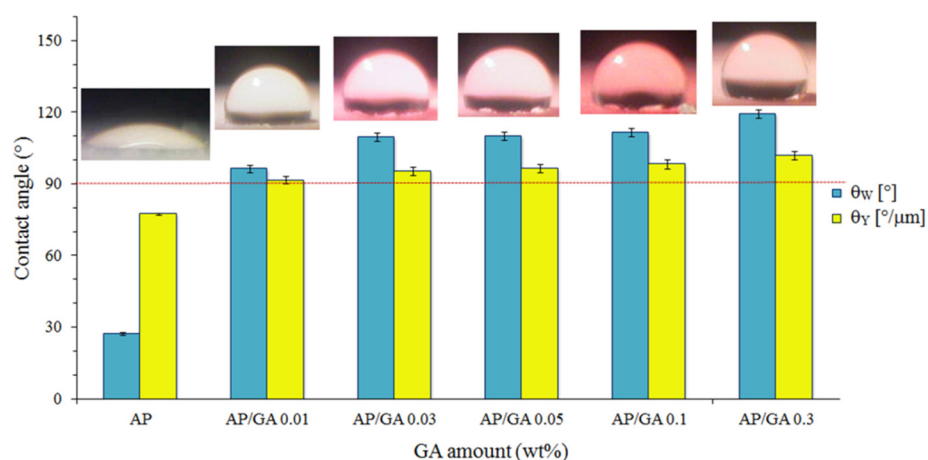 150
120
90
60
30
0
Contact angle (°)
θW [°]
θY [°/μm]
AP
AP/GA 0.01
AP/GA 0.03
AP/GA 0.05
AP/GA 0.1
AP/GA 0.3
GA amount (wt%)